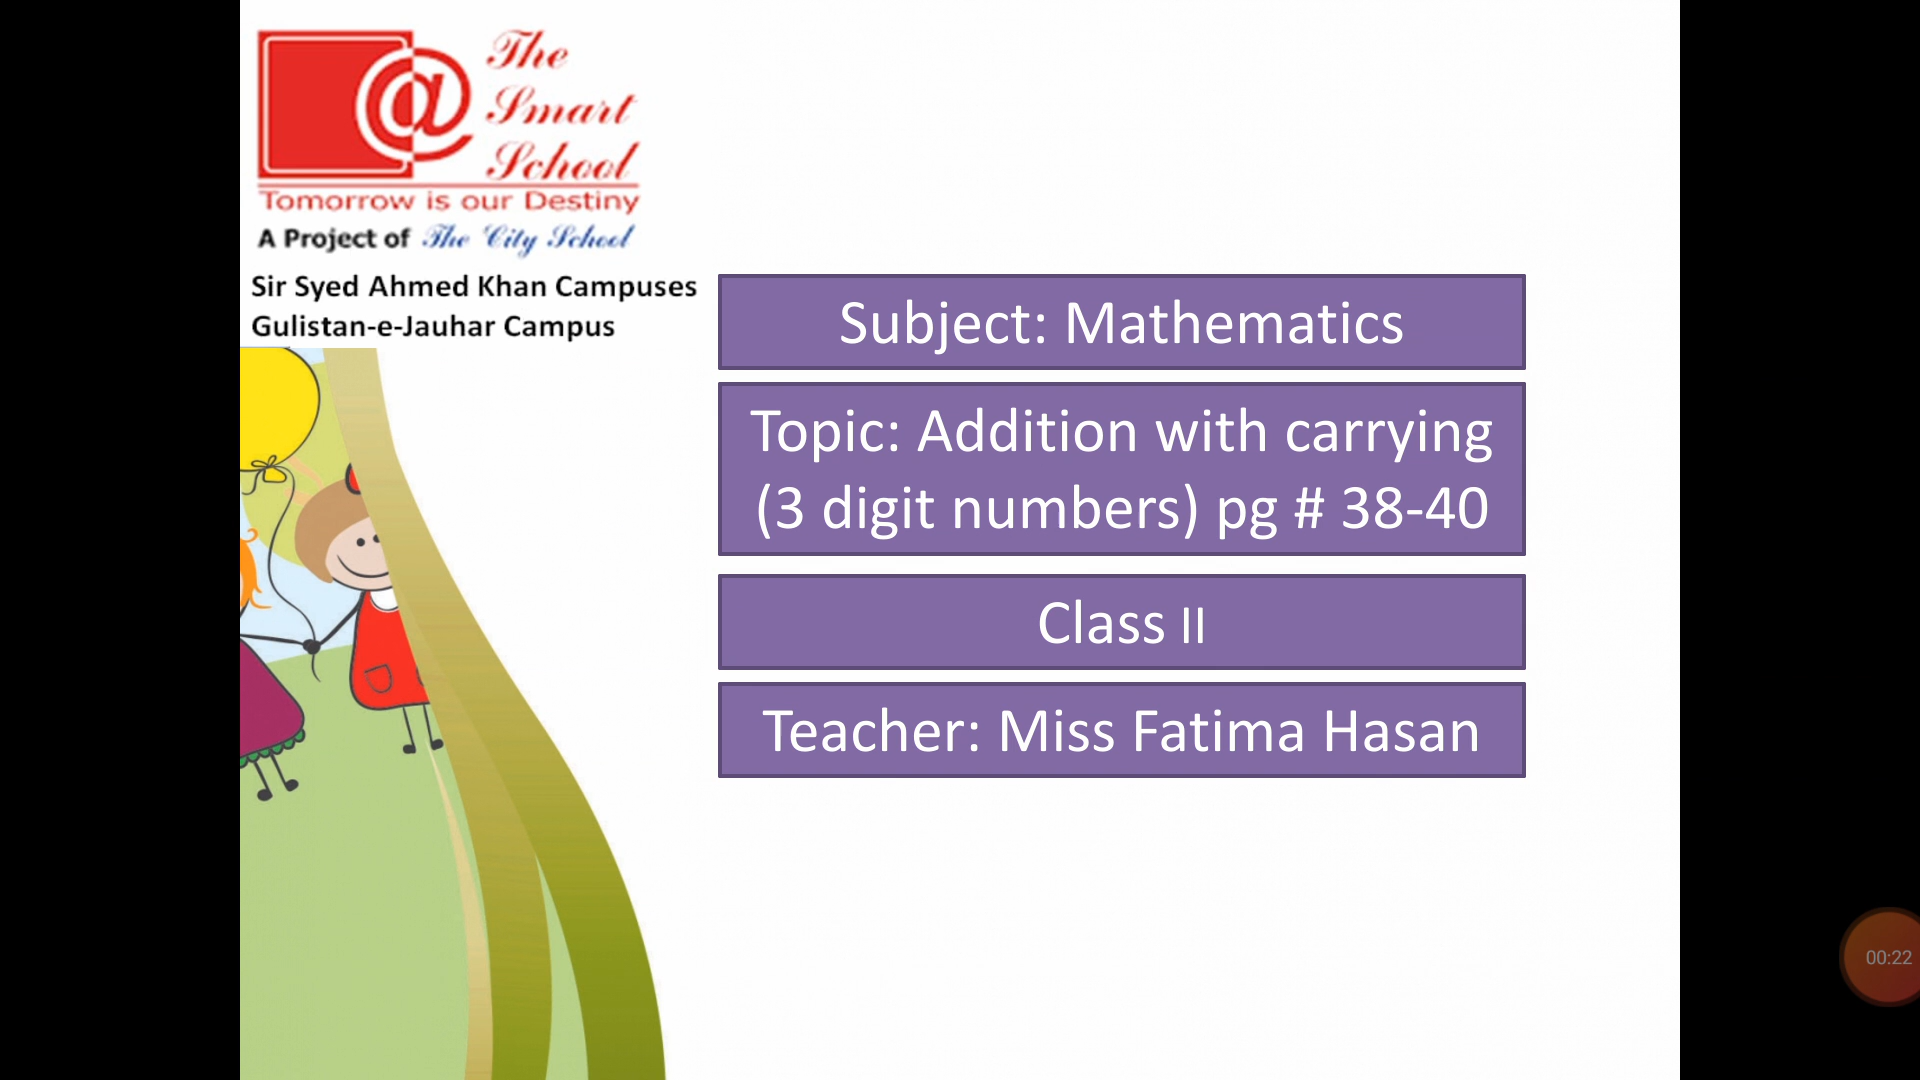 @
The
Smart
School
Tomorrow is our Destiny
A Project of The City School
Sir Syed Ahmed Khan Campuses
Gulistan-e-Jauhar Campus
Subject: Mathematics
Topic: Addition with carrying
(3 digit numbers) pg # 38-40
Class II
Teacher: Miss Fatima Hasan
00:22